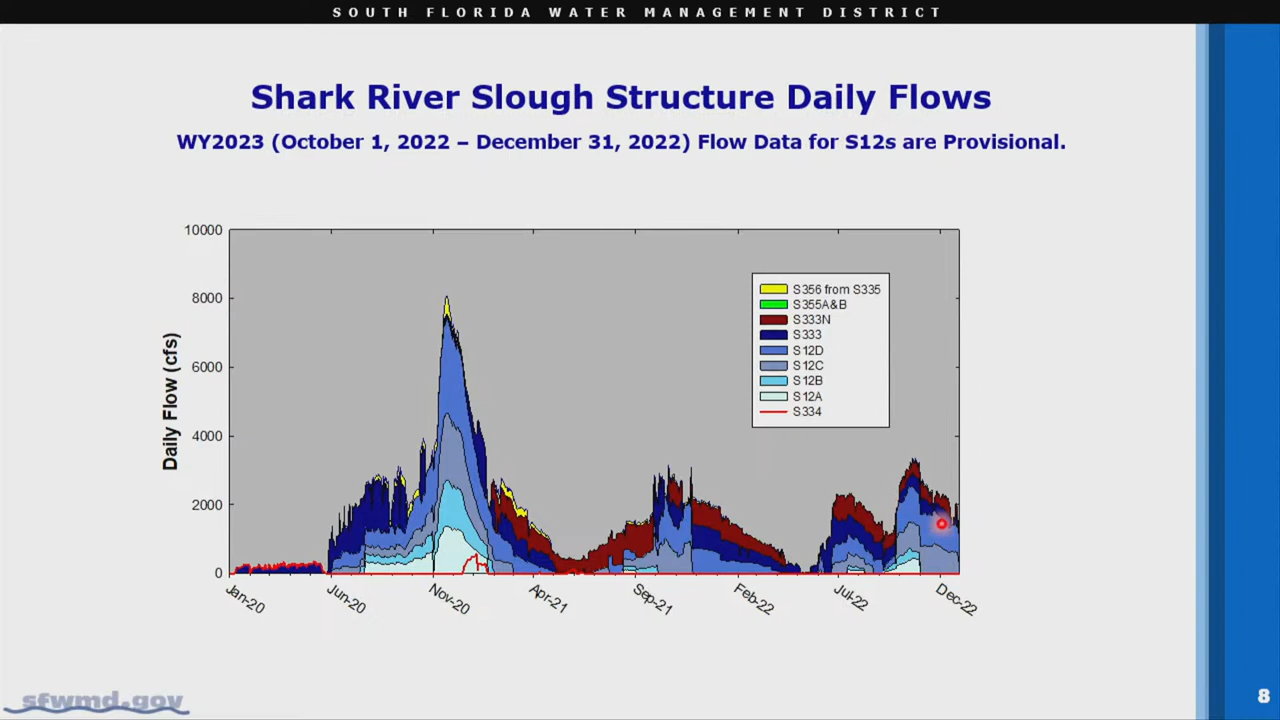 SOUTH FLORIDA WATER MANAGEMENT DISTRICT
Shark River Slough Structure Daily Flows
WY2023 (October 1, 2022 – December 31, 2022) Flow Data for S12s are Provisional.
10000
8000
6000
4000
2000
0
Daily Flow (cfs)
S356 from S335
S355A&B
S333N
S333
S12D
S12C
S12B
S12A
S334
Jan-20
Jun-20
Nov-20
Apr-21
Sep-21
Feb-22
Jul-22
Dec-22
sfwmd.gov
8